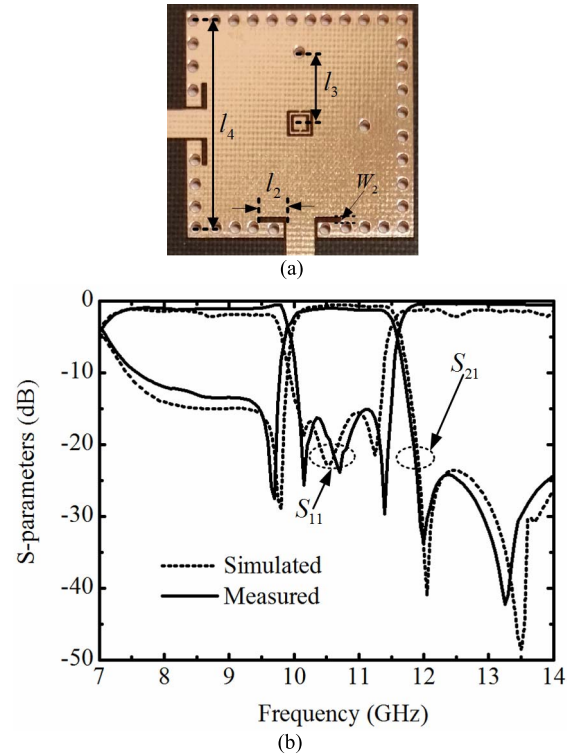 l4
l3
l2
W2
(a)
S-parameters (dB)
0
-10
-20
-30
-40
-50
S21
S11
Simulated
Measured
7 8 9 10 11 12 13 14
Frequency (GHz)
(b)